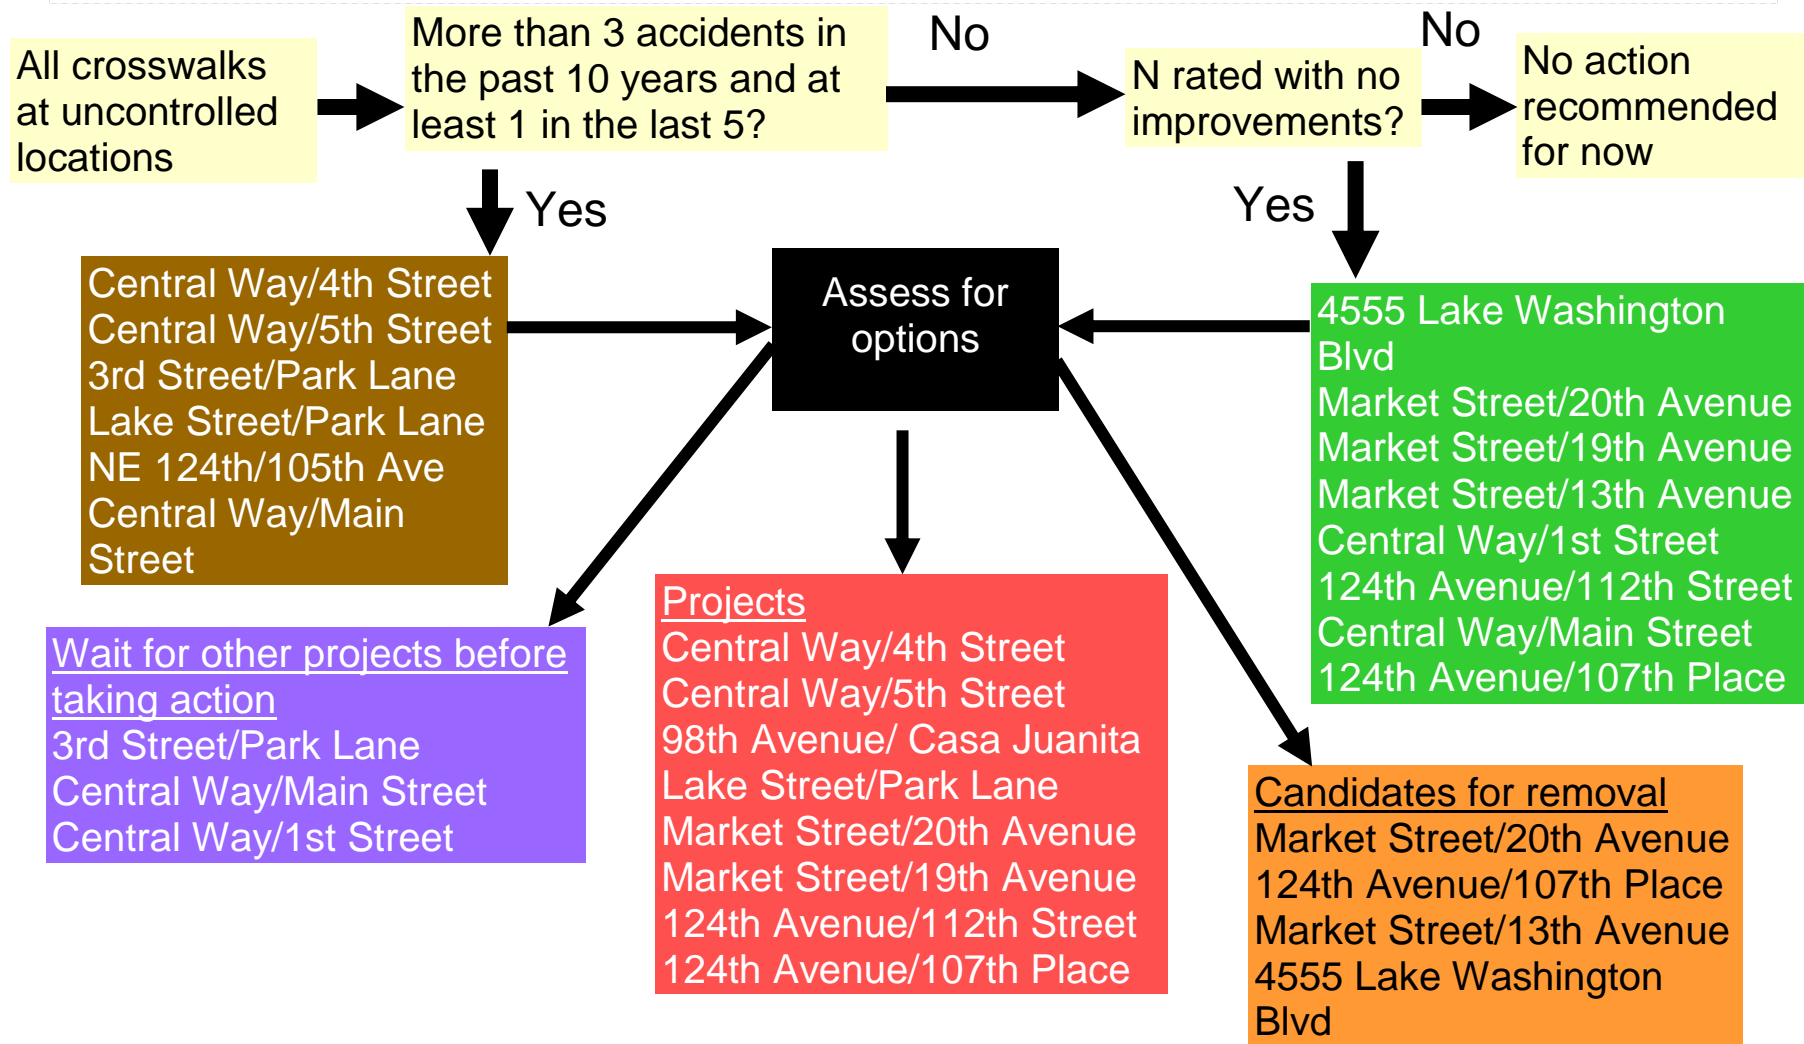 All crosswalks
at uncontrolled
locations
More than 3 accidents in
the past 10 years and at
least 1 in the last 5?
No
N rated with no
improvements?
No
No action
recommended
for now
Yes
Yes
Central Way/4th Street
Central Way/5th Street
3rd Street/Park Lane
Lake Street/Park Lane
NE 124th/105th Ave
Central Way/Main
Street
Assess for
options
4555 Lake Washington
Blvd
Market Street/20th Avenue
Market Street/19th Avenue
Market Street/13th Avenue
Central Way/1st Street
124th Avenue/112th Street
Central Way/Main Street
124th Avenue/107th Place
Wait for other projects before
taking action
3rd Street/Park Lane
Central Way/Main Street
Central Way/1st Street
Projects
Central Way/4th Street
Central Way/5th Street
98th Avenue/ Casa Juanita
Lake Street/Park Lane
Market Street/20th Avenue
Market Street/19th Avenue
124th Avenue/112th Street
124th Avenue/107th Place
Candidates for removal
Market Street/20th Avenue
124th Avenue/107th Place
Market Street/13th Avenue
4555 Lake Washington
Blvd